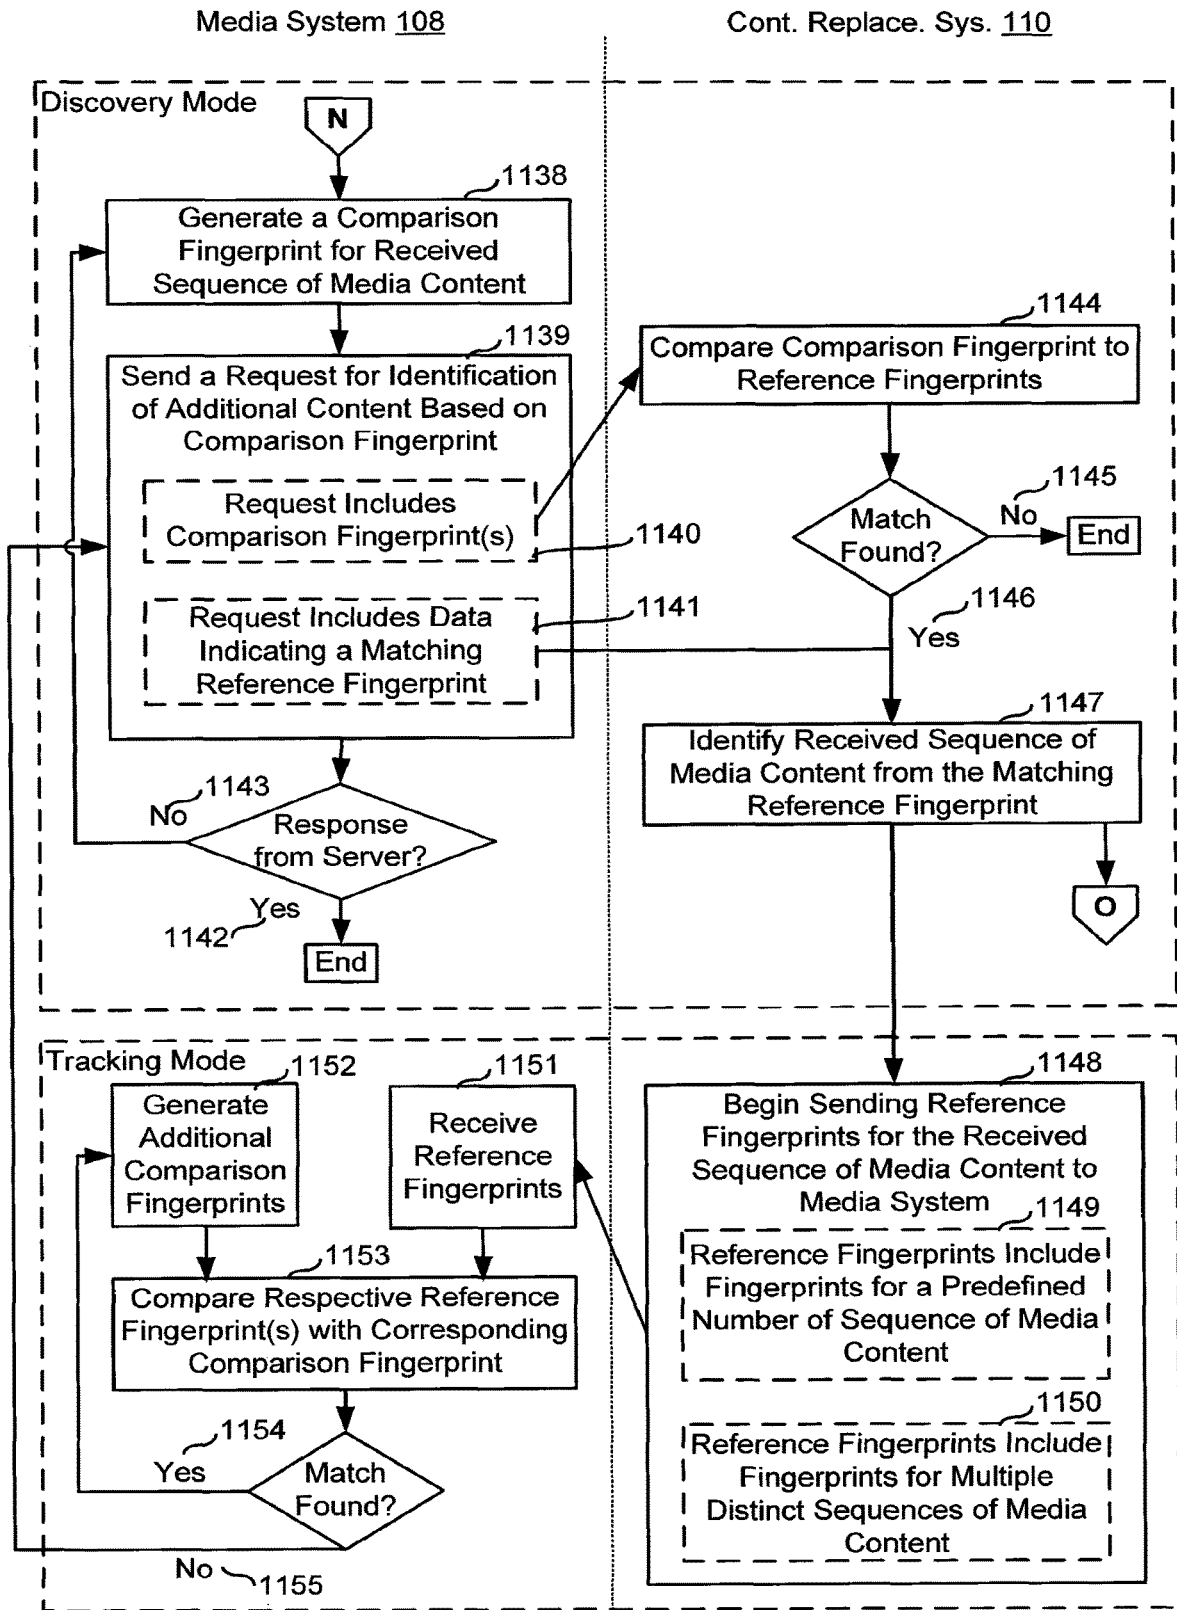 Media System 108
Cont. Replace. Sys. 110
Discovery Mode
N
1138
Generate a Comparison
Fingerprint for Received
Sequence of Media Content
1139
Send a Request for Identification
of Additional Content Based on
Comparison Fingerprint
Request Includes
Comparison Fingerprint(s)
1140
Request Includes Data
Indicating a Matching
Reference Fingerprint
1141
No
1143
Response
from Server?
Yes
1142
End
1144
Compare Comparison Fingerprint to
Reference Fingerprints
Match
Found?
No
1145
End
Yes
1146
1147
Identify Received Sequence of
Media Content from the Matching
Reference Fingerprint
O
Tracking Mode
1152
Generate
Additional
Comparison
Fingerprints
1151
Receive
Reference
Fingerprints
1153
Compare Respective Reference
Fingerprint(s) with Corresponding
Comparison Fingerprint
1154
Yes
Match
Found?
No
1155
1148
Begin Sending Reference
Fingerprints for the Received
Sequence of Media Content to
Media System
1149
Reference Fingerprints Include
Fingerprints for a Predefined
Number of Sequence of Media
Content
1150
Reference Fingerprints Include
Fingerprints for Multiple
Distinct Sequences of Media
Content